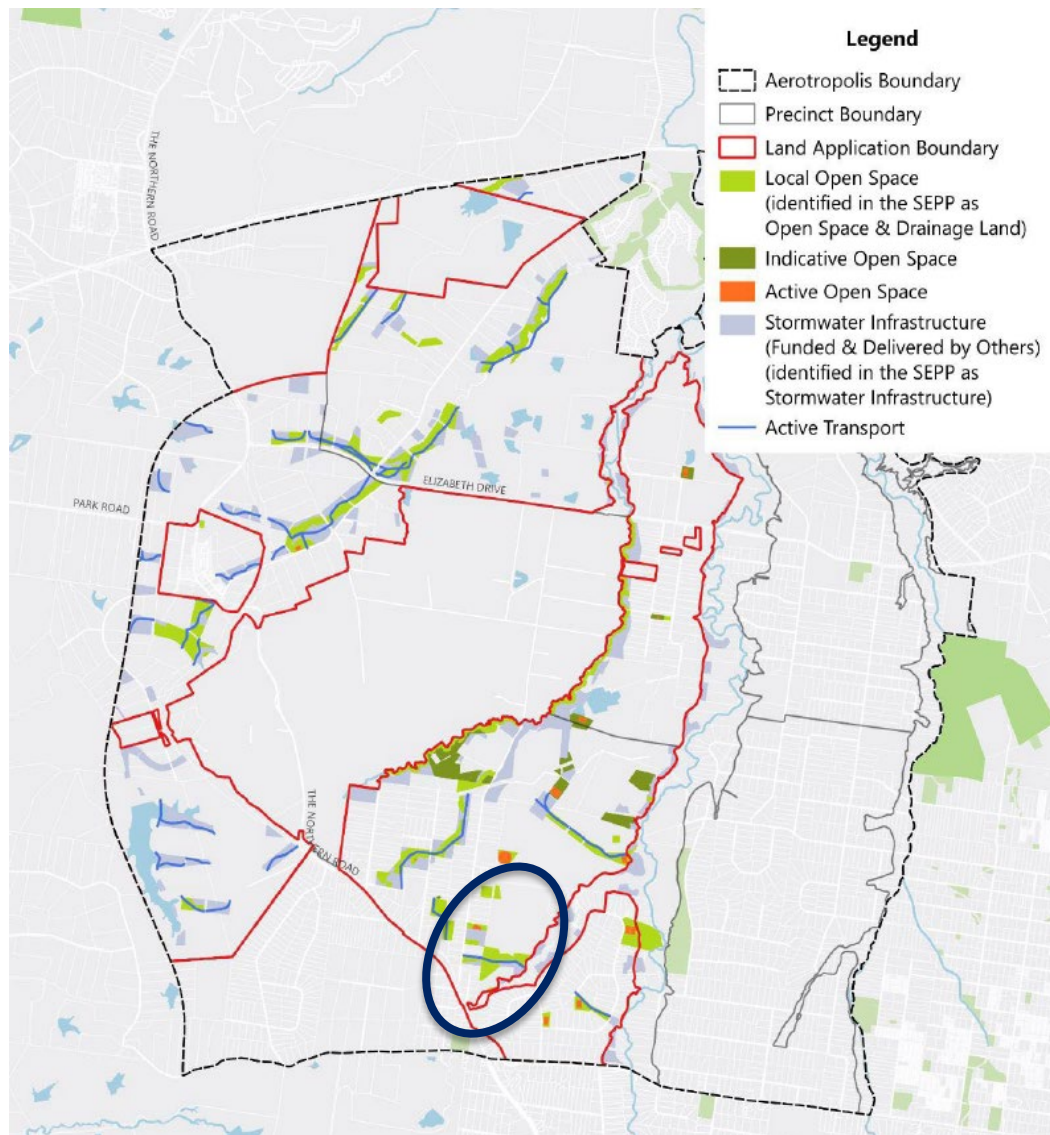 Legend
Aerotropolis Boundary
Precinct Boundary
Land Application Boundary
Local Open Space
(identified in the SEPP as
Open Space & Drainage Land)
Indicative Open Space
Active Open Space
Stormwater Infrastructure
(Funded & Delivered by Others)
(identified in the SEPP as
Stormwater Infrastructure)
Active Transport
THE NORTHERN ROAD
ELIZABETH DRIVE
PARK ROAD
THE NORTHERN ROAD